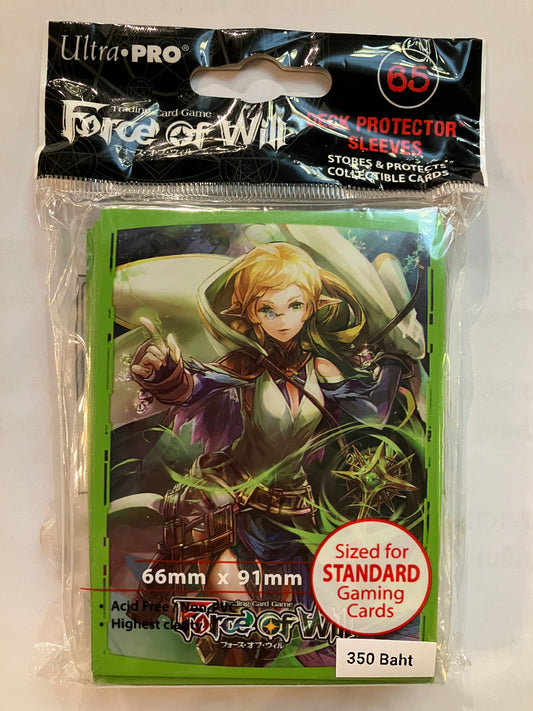 Ultra•PRO®
65
Trading Card Game
Force of Will
フォース・オブ・ウィル
DECK PROTECTOR™
SLEEVES
STORES & PROTECTS
COLLECTIBLE CARDS
66mm x 91mm
• Acid Free / Non
• Highest
Sized for
STANDARD
Gaming
Cards
Trading Card Game
Force of Will
フォース・オブ・ウィル
350 Baht